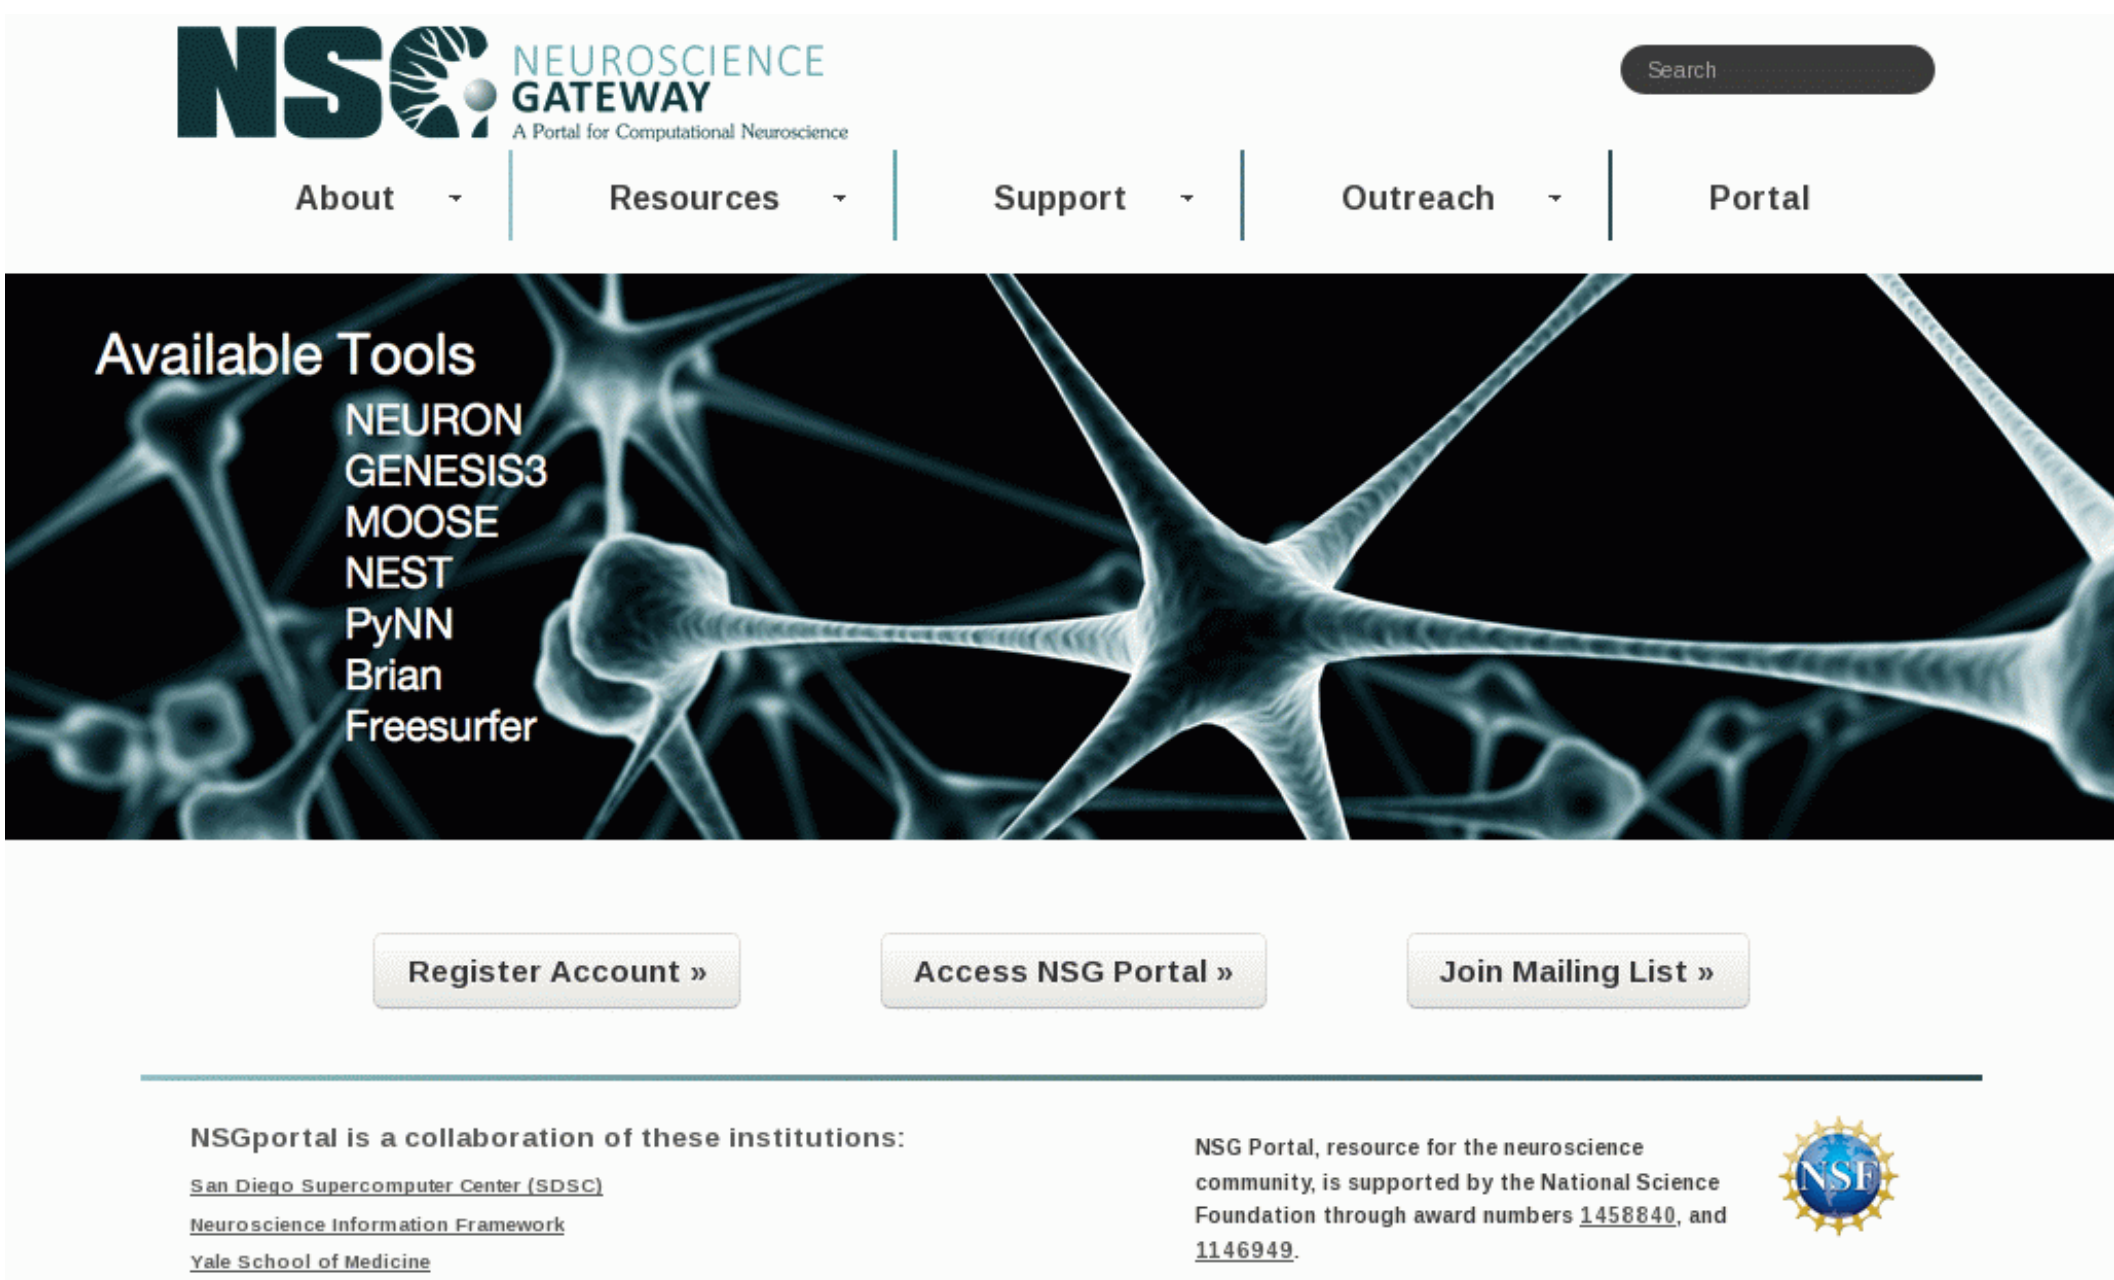 NSG
NEUROSCIENCE
GATEWAY
A Portal for Computational Neuroscience
Search
About
Resources
Support
Outreach
Portal
Available Tools
NEURON
GENESIS3
MOOSE
NEST
PyNN
Brian
Freesurfer
Register Account »
Access NSG Portal »
Join Mailing List »
NSGportal is a collaboration of these institutions:
San Diego Supercomputer Center (SDSC)
Neuroscience Information Framework
Yale School of Medicine
NSG Portal, resource for the neuroscience
community, is supported by the National Science
Foundation through award numbers 1458840, and
1146949.
NSF